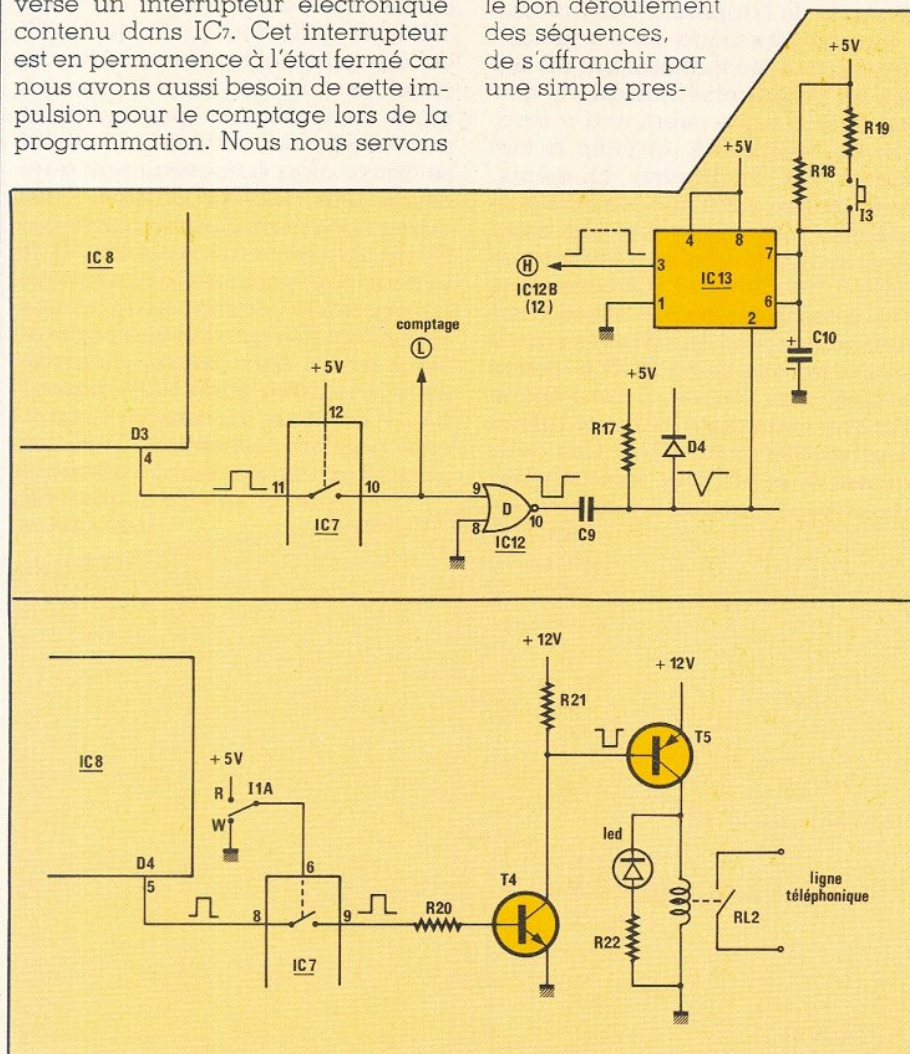 verse un interrupteur électronique
contenu dans IC7. Cet interrupteur
est en permanence à l'état fermé car
nous avons aussi besoin de cette im-
pulsion pour le comptage lors de la
programmation. Nous nous servons
le bon déroulement
des séquences,
de s'affranchir par
une simple pres-
+5V
R19
R18
I3
+5V
4
8
7
3
IC13
6
1
2
H
IC12B
(12)
C10
+
−
IC 8
comptage
L
+5V
12
+5V
R17
D4
D3
4
11
10
9
D
10
8
IC7
IC12
C9
+ 12V
+ 12V
R21
T5
IC8
+ 5V
R
I1A
W
led
D4
5
6
T4
ligne
téléphonique
8
9
R20
RL2
R22
IC7